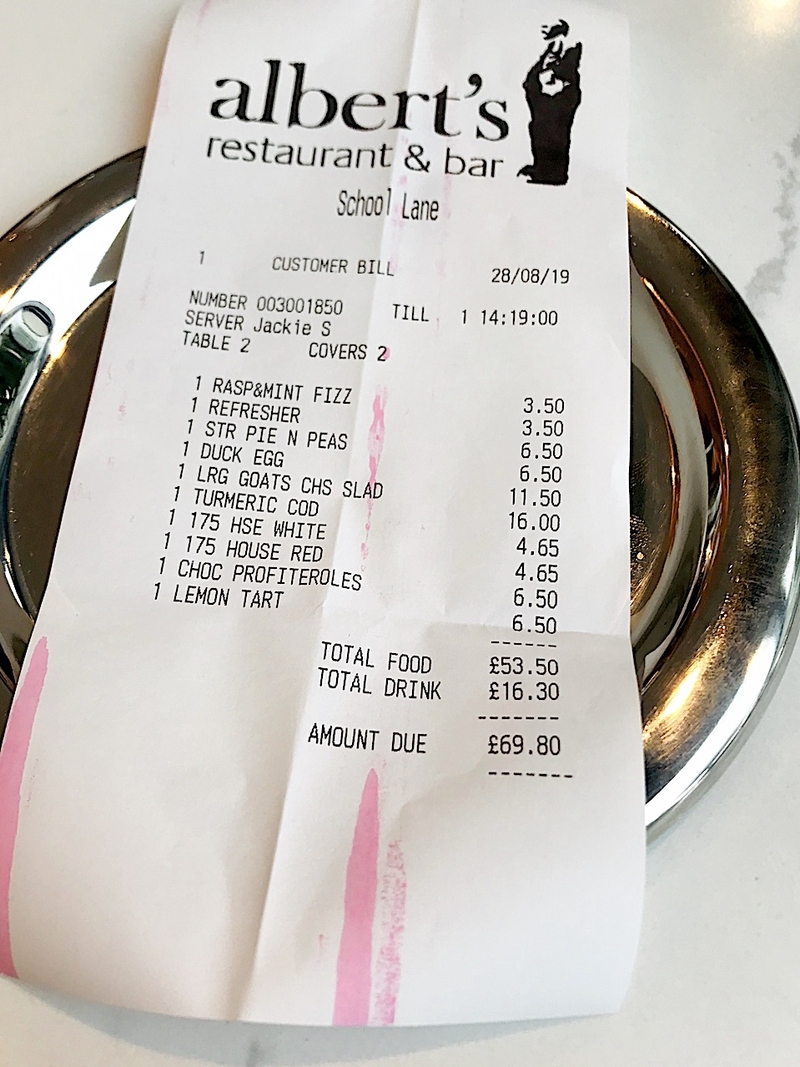 albert's
restaurant & bar
School Lane
1 CUSTOMER BILL 28/08/19
NUMBER 003001850 TILL 1 14:19:00
SERVER Jackie S
TABLE 2 COVERS 2
1 RASP&MINT FIZZ 3.50
1 REFRESHER 3.50
1 STR PIE N PEAS 6.50
1 DUCK EGG 6.50
1 LRG GOATS CHS SLAD 11.50
1 TURMERIC COD 16.00
1 175 HSE WHITE 4.65
1 175 HOUSE RED 4.65
1 CHOC PROFITEROLES 6.50
1 LEMON TART 6.50
------
TOTAL FOOD £53.50
TOTAL DRINK £16.30
-------
AMOUNT DUE £69.80
-------